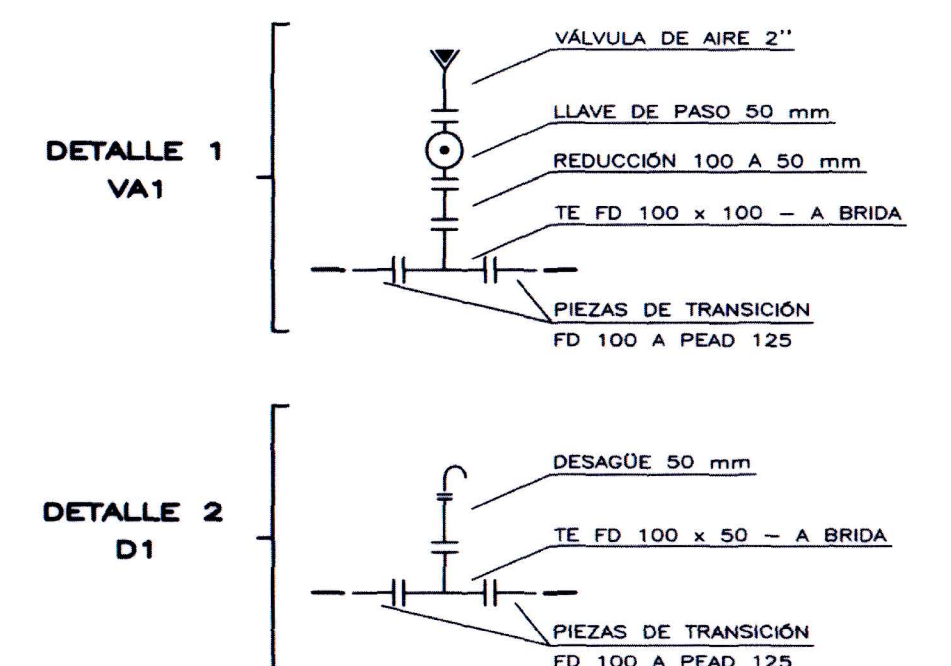 VÁLVULA DE AIRE 2''
LLAVE DE PASO 50 mm
DETALLE 1
VA1
REDUCCIÓN 100 A 50 mm
TE FD 100 x 100 – A BRIDA
PIEZAS DE TRANSICIÓN
FD 100 A PEAD 125
DESAGÜE 50 mm
DETALLE 2
D1
TE FD 100 x 50 – A BRIDA
PIEZAS DE TRANSICIÓN
FD 100 A PEAD 125